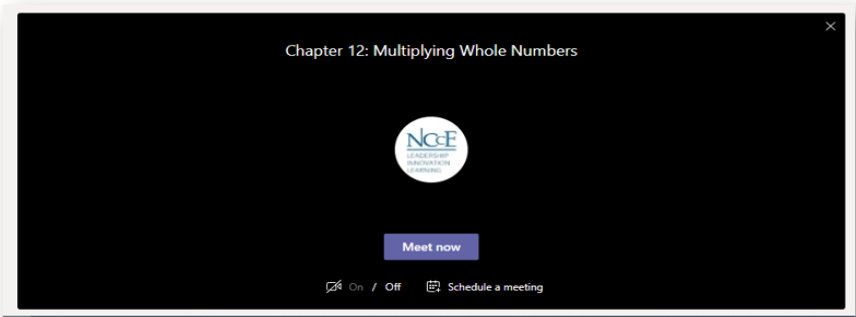 Chapter 12: Multiplying Whole Numbers
NCcE
LEADERSHIP
INNOVATION
LEARNING
Meet now
On / Off Schedule a meeting